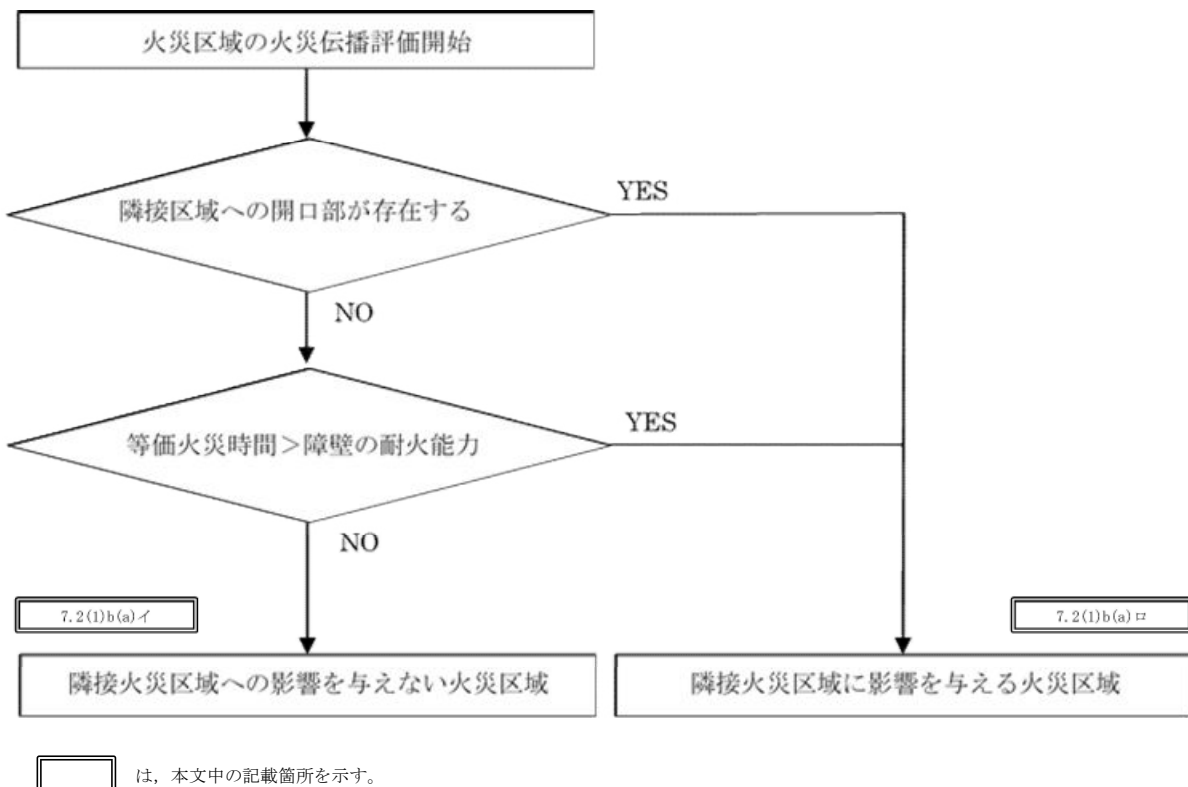 火災区域の火災伝播評価開始
隣接区域への開口部が存在する
YES
NO
等価火災時間>障壁の耐火能力
YES
NO
7.2(1)b(a)イ
7.2(1)b(a)ロ
隣接火災区域への影響を与えない火災区域
隣接火災区域に影響を与える火災区域
は，本文中の記載箇所を示す。